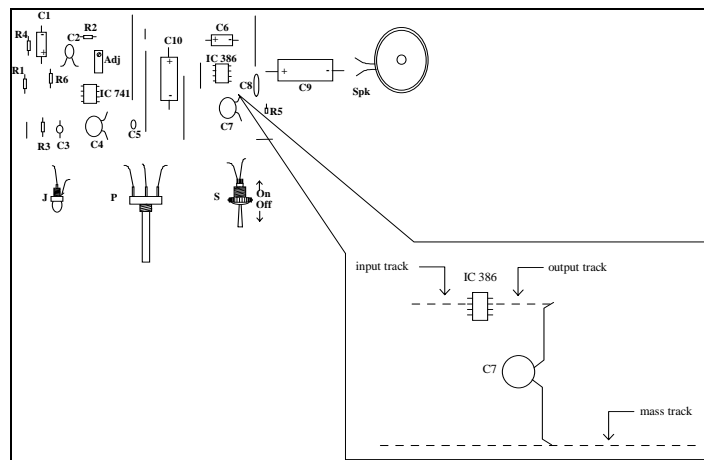 C1
R4
C2
R2
Adj
C10
C6
IC 386
R1
R6
IC 741
C8
C9
Spk
R3
C3
C4
C5
C7
R5
J
P
S
On
Off
input track
IC 386
output track
C7
mass track